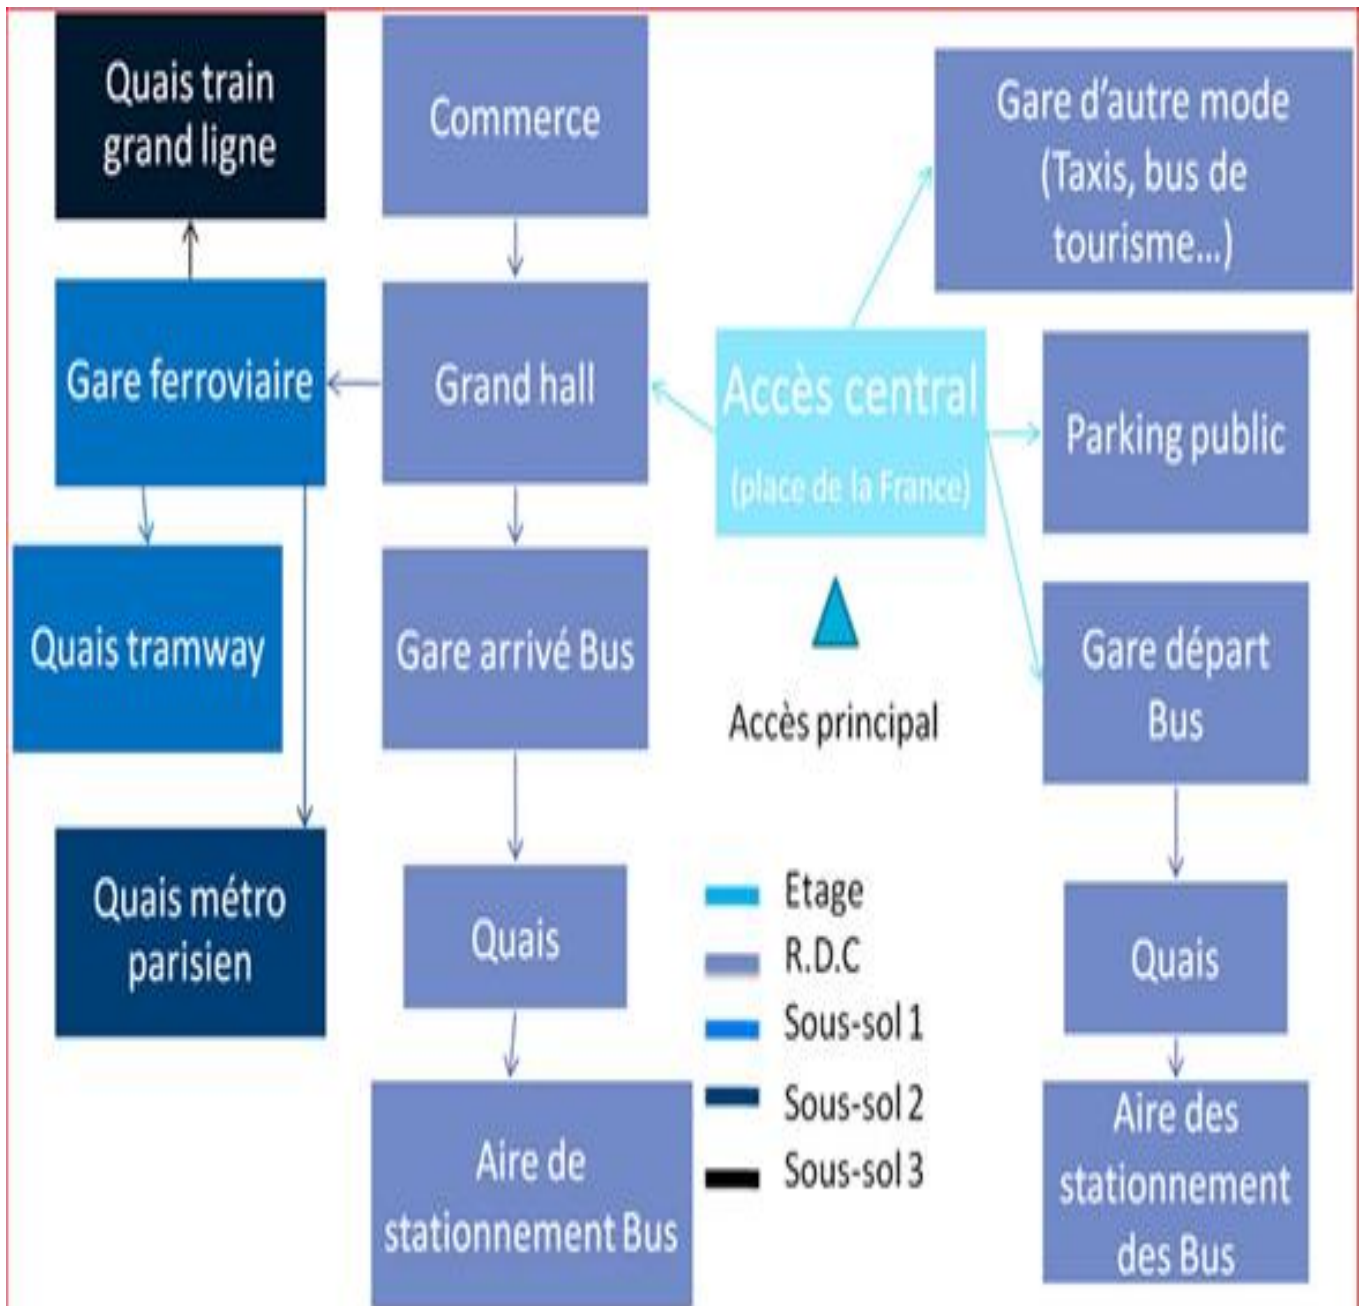 Quais train
grand ligne
Commerce
Gare d'autre mode
(Taxis, bus de
tourisme...)
Gare ferroviaire
Grand hall
Accès central
(place de la France)
Parking public
Quais tramway
Gare arrivé Bus
Accès principal
Gare départ
Bus
Quais métro
parisien
Quais
Etage
R.D.C
Sous-sol 1
Sous-sol 2
Sous-sol 3
Quais
Aire de
stationnement Bus
Aire des
stationnement
des Bus